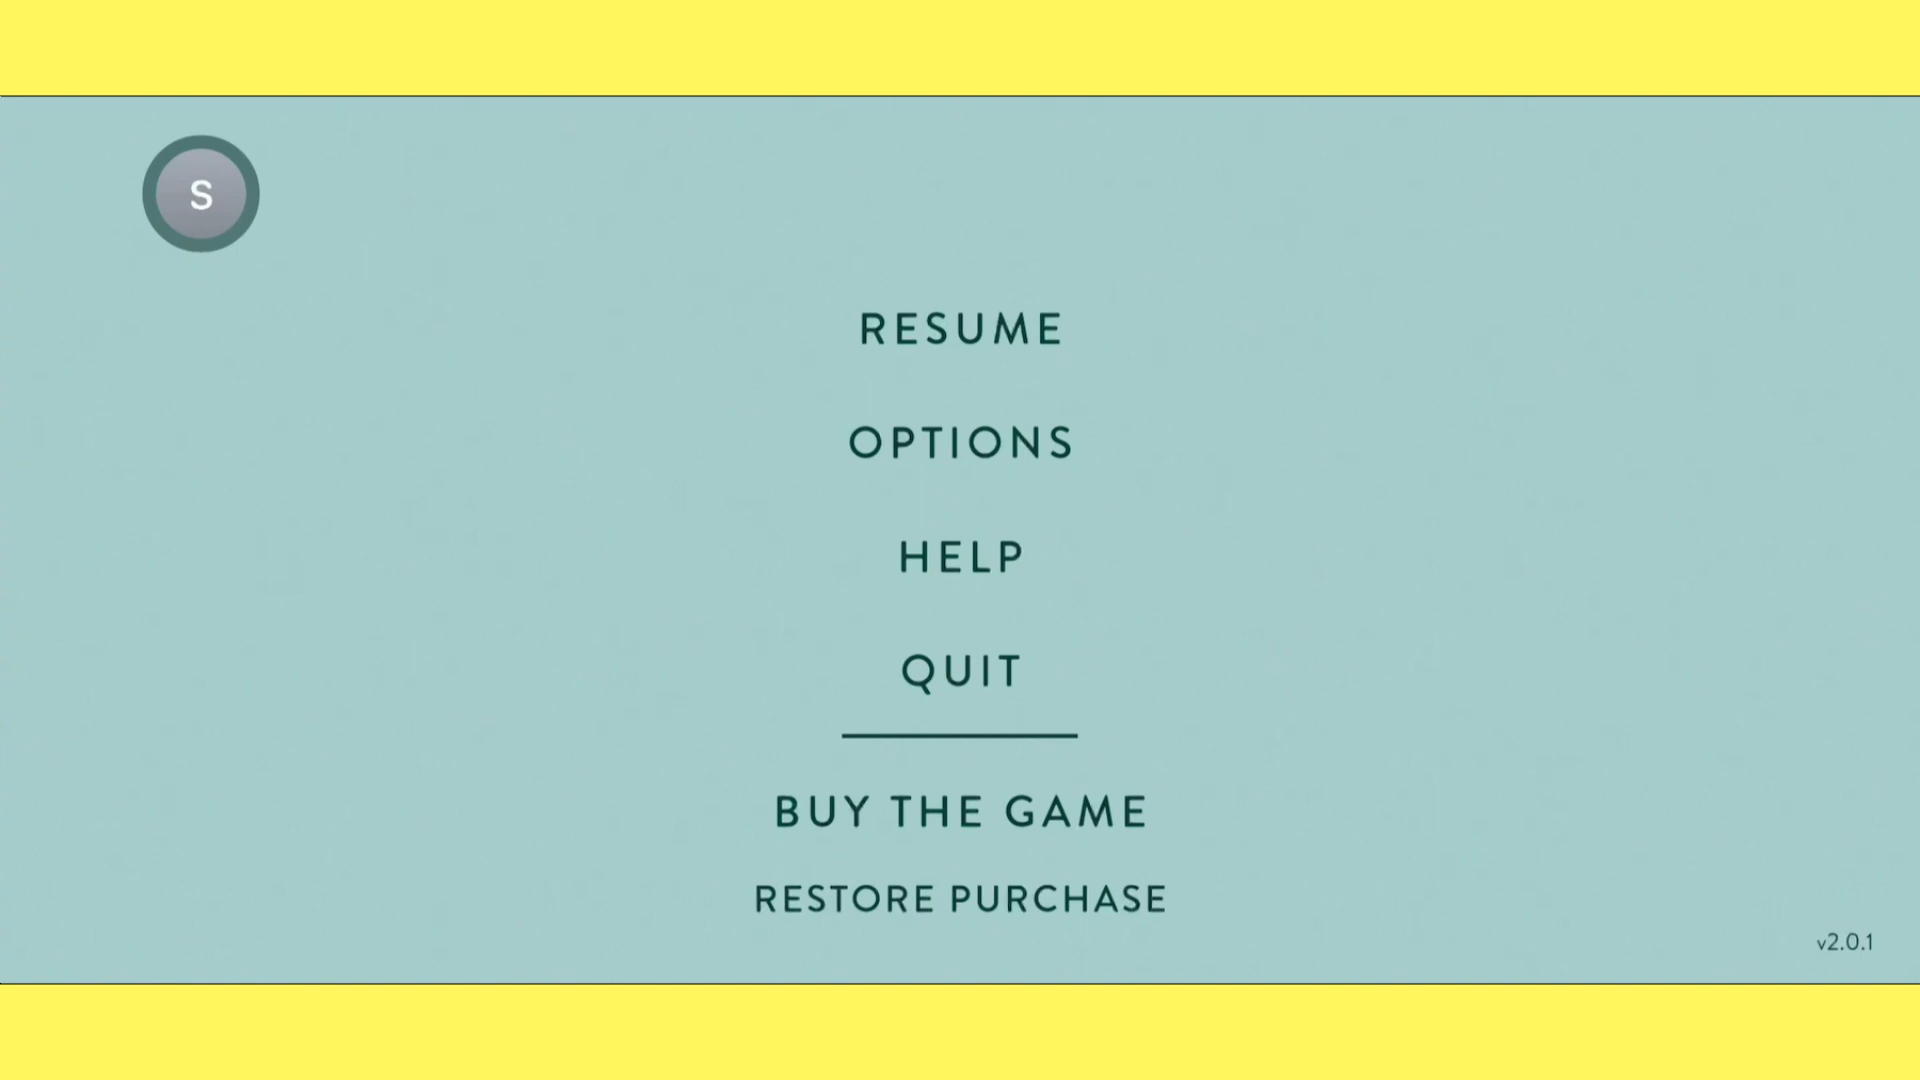 S
RESUME
OPTIONS
HELP
QUIT
BUY THE GAME
RESTORE PURCHASE
v2.0.1